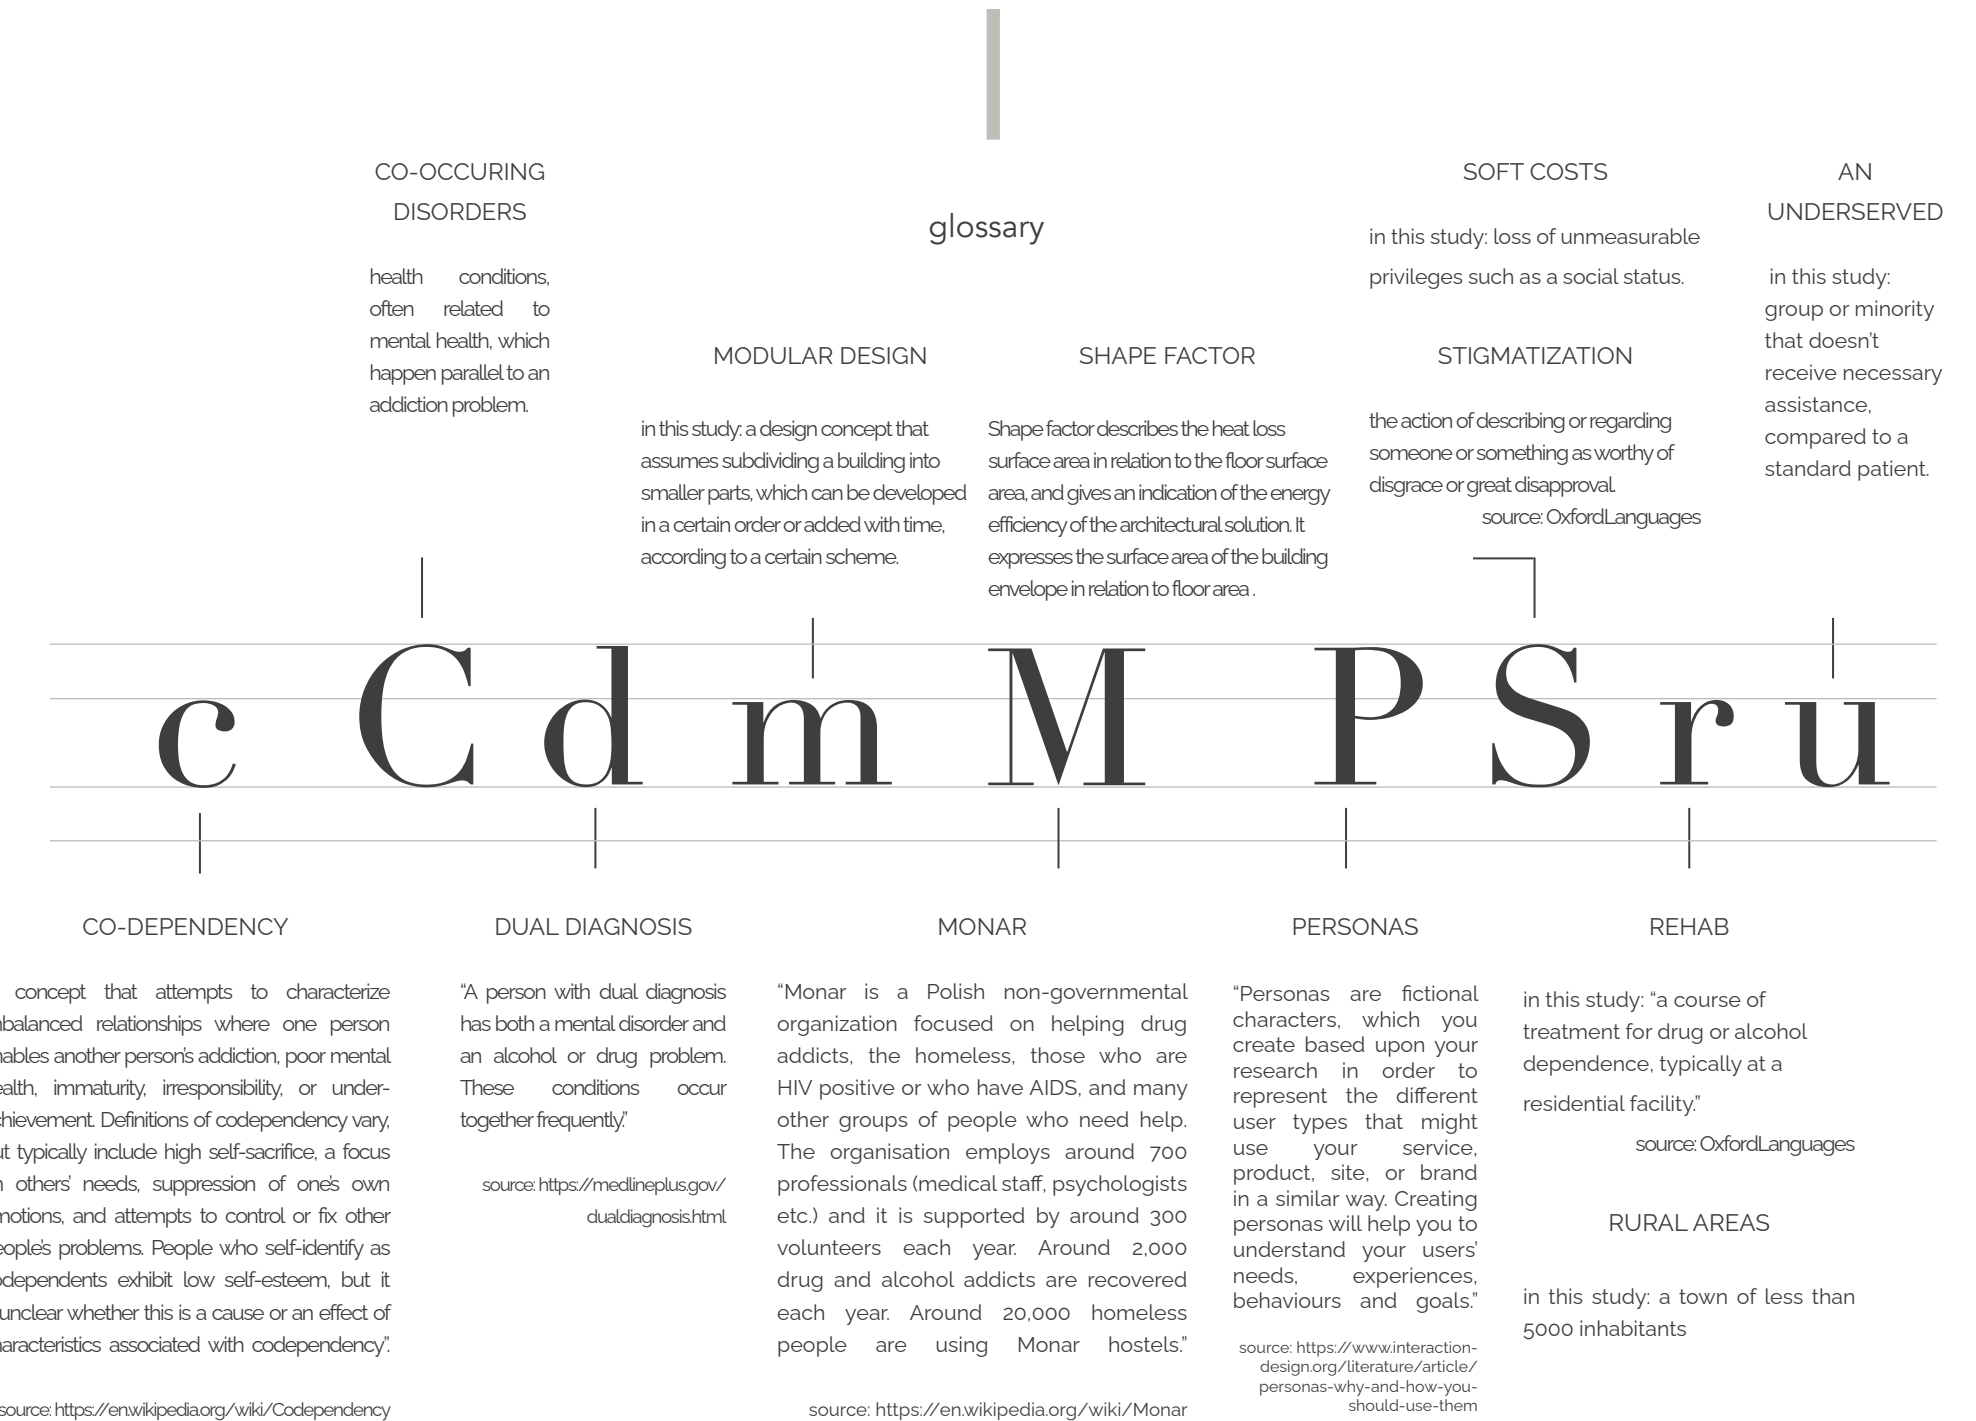 glossary
CO-OCCURING
DISORDERS
health conditions,
often related to
mental health, which
happen parallel to an
addiction problem.
MODULAR DESIGN
in this study: a design concept that
assumes subdividing a building into
smaller parts, which can be developed
in a certain order or added with time,
according to a certain scheme.
SHAPE FACTOR
Shape factor describes the heat loss
surface area in relation to the floor surface
area, and gives an indication of the energy
efficiency of the architectural solution. It
expresses the surface area of the building
envelope in relation to floor area .
SOFT COSTS
in this study: loss of unmeasurable
privileges such as a social status.
STIGMATIZATION
the action of describing or regarding
someone or something as worthy of
disgrace or great disapproval.
source: OxfordLanguages
AN
UNDERSERVED
in this study:
group or minority
that doesn't
receive necessary
assistance,
compared to a
standard patient.
c C d m M P S r u
CO-DEPENDENCY
concept that attempts to characterize
relationships where one person
another person's addiction, poor mental
immaturity, irresponsibility, or under-
Definitions of codependency vary,
typically include high self-sacrifice, a focus
others' needs, suppression of one's own
and attempts to control or fix other
problems. People who self-identify as
exhibit low self-esteem, but it
unclear whether this is a cause or an effect of
associated with codependency”.
source: https://en.wikipedia.org/wiki/Codependency
DUAL DIAGNOSIS
“A person with dual diagnosis
has both a mental disorder and
an alcohol or drug problem.
These conditions occur
together frequently.”
source: https://medlineplus.gov/
dualdiagnosis.html
MONAR
“Monar is a Polish non-governmental
organization focused on helping drug
addicts, the homeless, those who are
HIV positive or who have AIDS, and many
other groups of people who need help.
The organisation employs around 700
professionals (medical staff, psychologists
etc.) and it is supported by around 300
volunteers each year. Around 2,000
drug and alcohol addicts are recovered
each year. Around 20,000 homeless
people are using Monar hostels.”
source: https://en.wikipedia.org/wiki/Monar
PERSONAS
“Personas are fictional
characters, which you
create based upon your
research in order to
represent the different
user types that might
use your service,
product, site, or brand
in a similar way. Creating
personas will help you to
understand your users’
needs, experiences,
behaviours and goals.”
source: https://www.interaction-
design.org/literature/article/
personas-why-and-how-you-
should-use-them
REHAB
in this study: “a course of
treatment for drug or alcohol
dependence, typically at a
residential facility.”
source: OxfordLanguages
RURAL AREAS
in this study: a town of less than
5000 inhabitants